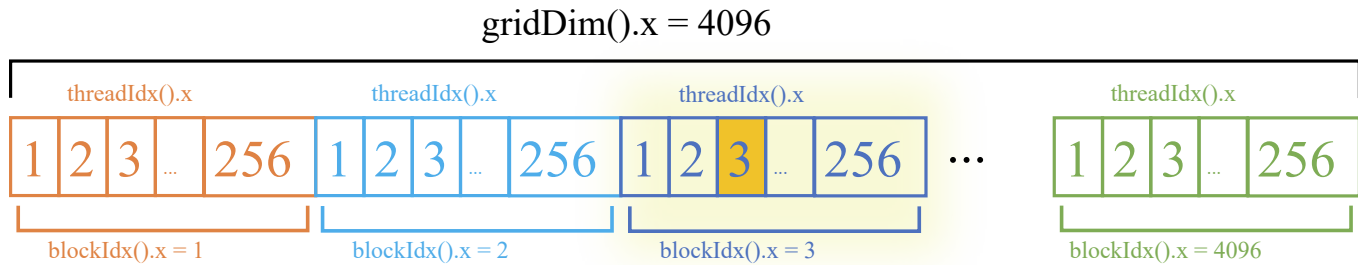 gridDim().x = 4096
threadIdx().x threadIdx().x threadIdx().x threadIdx().x
1 2 3 ... 256 1 2 3 ... 256 1 2 3 ... 256 ... 1 2 3 ... 256
blockIdx().x = 1 blockIdx().x = 2 blockIdx().x = 3 blockIdx().x = 4096